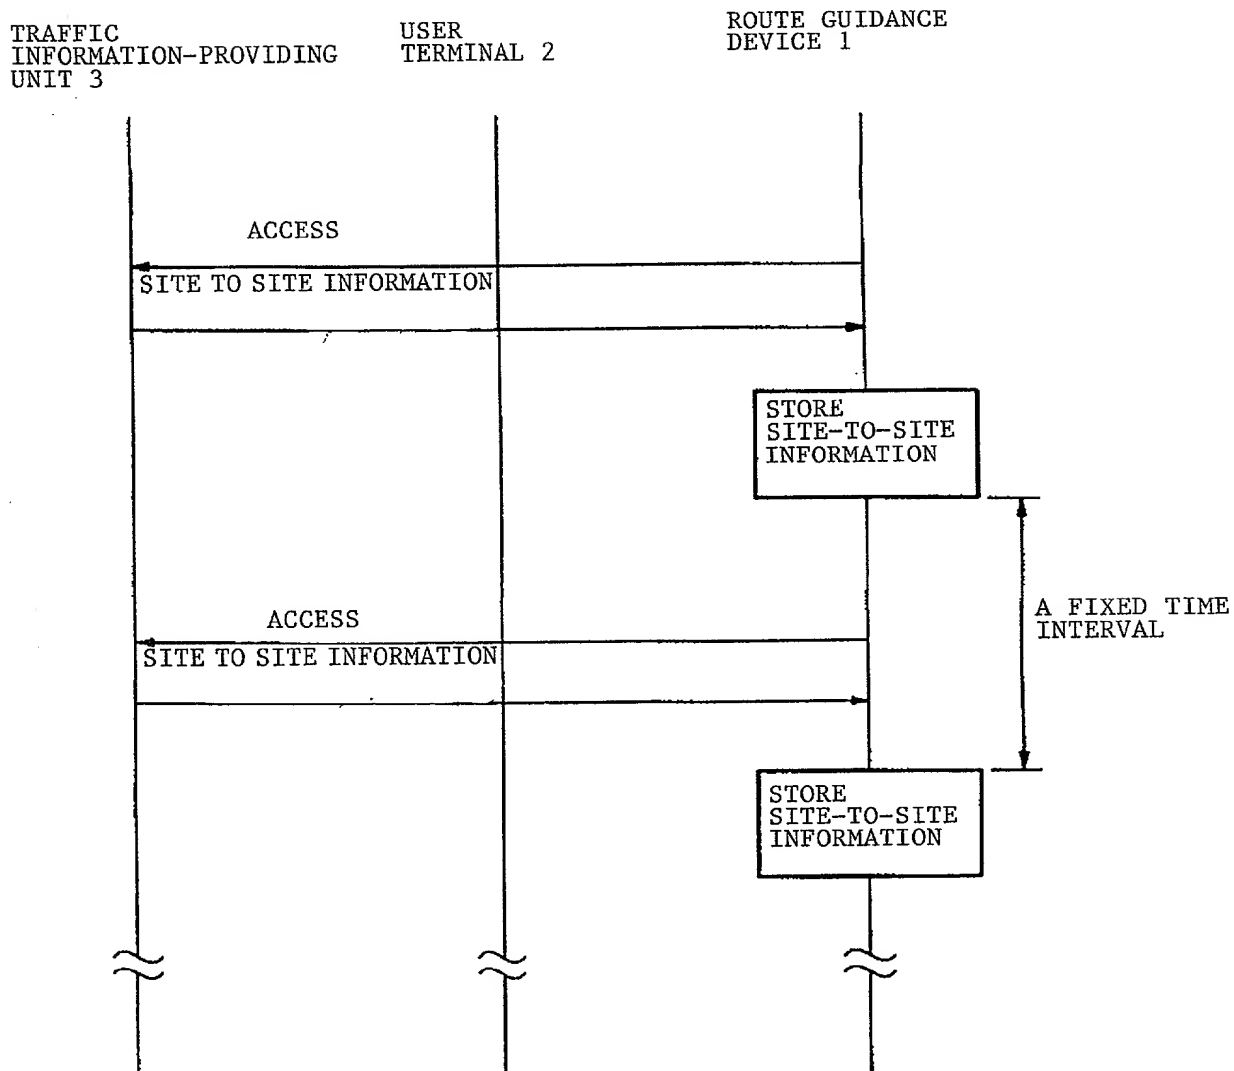 TRAFFIC
INFORMATION-PROVIDING
UNIT 3
USER
TERMINAL 2
ROUTE GUIDANCE
DEVICE 1
ACCESS
SITE TO SITE INFORMATION
STORE
SITE-TO-SITE
INFORMATION
A FIXED TIME
INTERVAL
ACCESS
SITE TO SITE INFORMATION
STORE
SITE-TO-SITE
INFORMATION